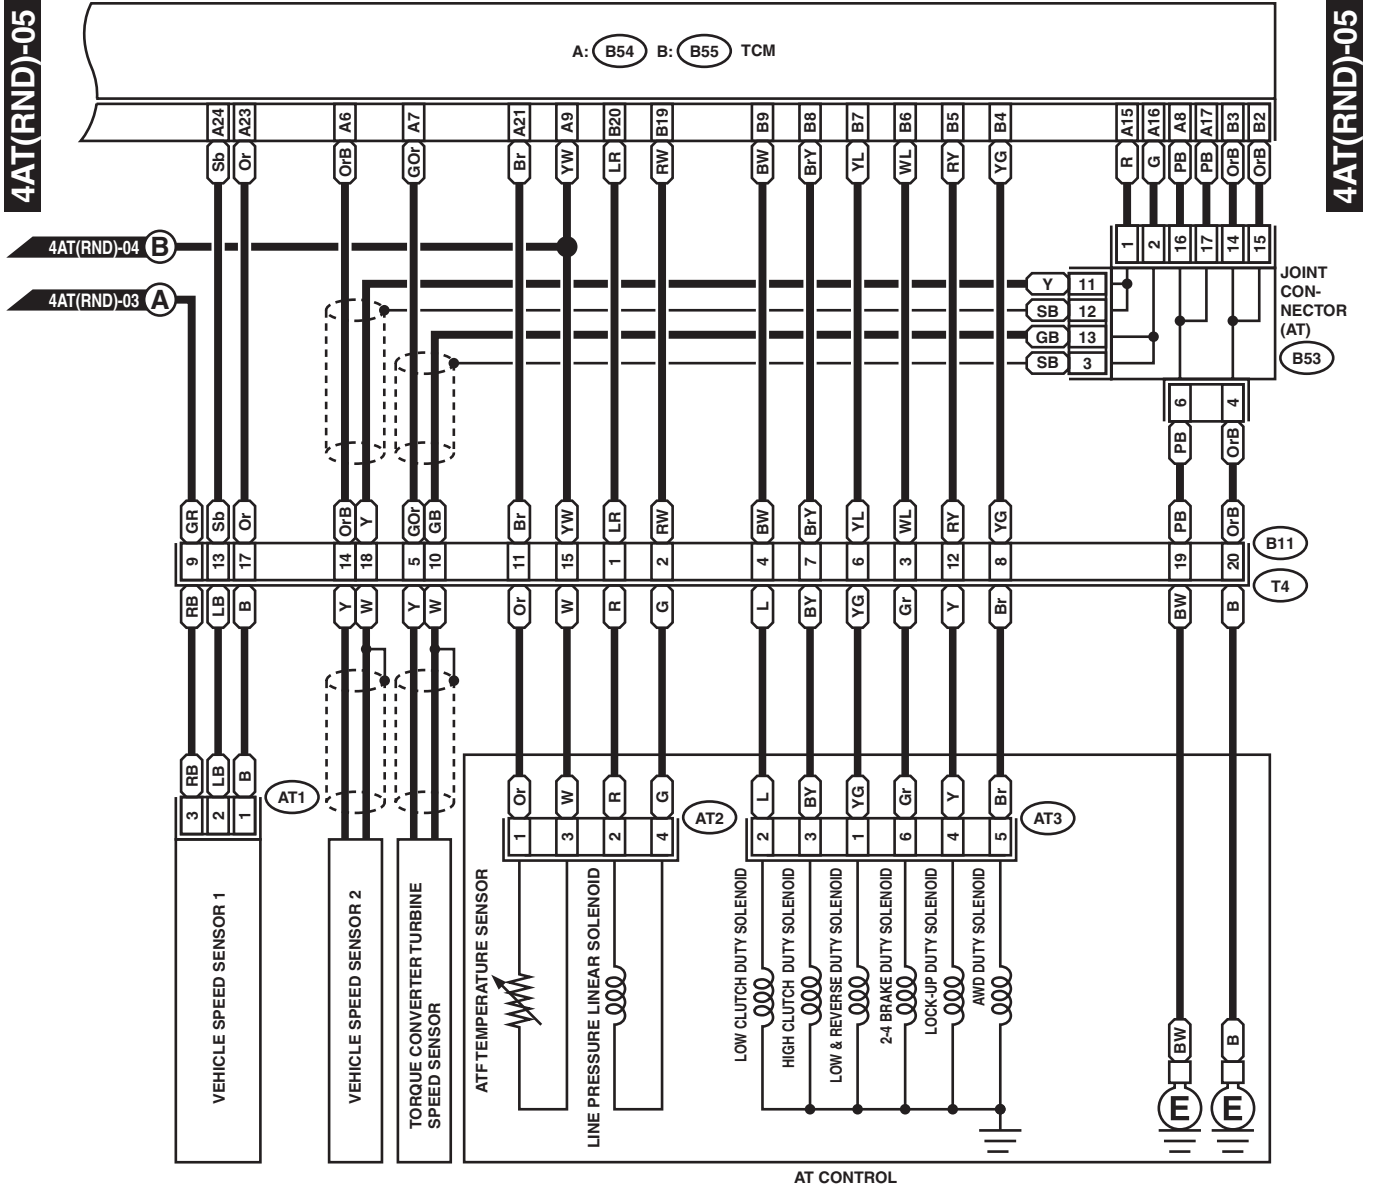 4AT(RND)-05
4AT(RND)-05
A: B54 B: B55 TCM
A24 A23 A6 A7 A21 A9 B20 B19 B9 B8 B7 B6 B5 B4 A15 A16 A8 A17 B3 B2
Sb Or OrB GOr Br YW LR RW BW BrY YL WL RY YG R G PB PB OrB OrB
4AT(RND)-04 B
1 2 16 17 14 15
4AT(RND)-03 A
Y 11
SB 12
GB 13
SB 3
JOINT
CON-
NECTOR
(AT)
B53
6 4
PB OrB
GR Sb Or OrB Y GOr GB Br YW LR RW BW BrY YL WL RY YG PB OrB
B11
9 13 17 14 18 5 10 11 15 1 2 4 7 6 3 12 8 19 20
T4
RB LB B Y W Y W Or W R G L BY YG Gr Y Br BW B
RB LB B
AT1
3 2 1
Or W R G L BY YG Gr Y Br
AT2
AT3
1 3 2 4 2 3 1 6 4 5
VEHICLE SPEED SENSOR 1
VEHICLE SPEED SENSOR 2
TORQUE CONVERTER TURBINE
SPEED SENSOR
ATF TEMPERATURE SENSOR
LINE PRESSURE LINEAR SOLENOID
LOW CLUTCH DUTY SOLENOID
HIGH CLUTCH DUTY SOLENOID
LOW & REVERSE DUTY SOLENOID
2-4 BRAKE DUTY SOLENOID
LOCK-UP DUTY SOLENOID
AWD DUTY SOLENOID
BW B
E E
AT CONTROL